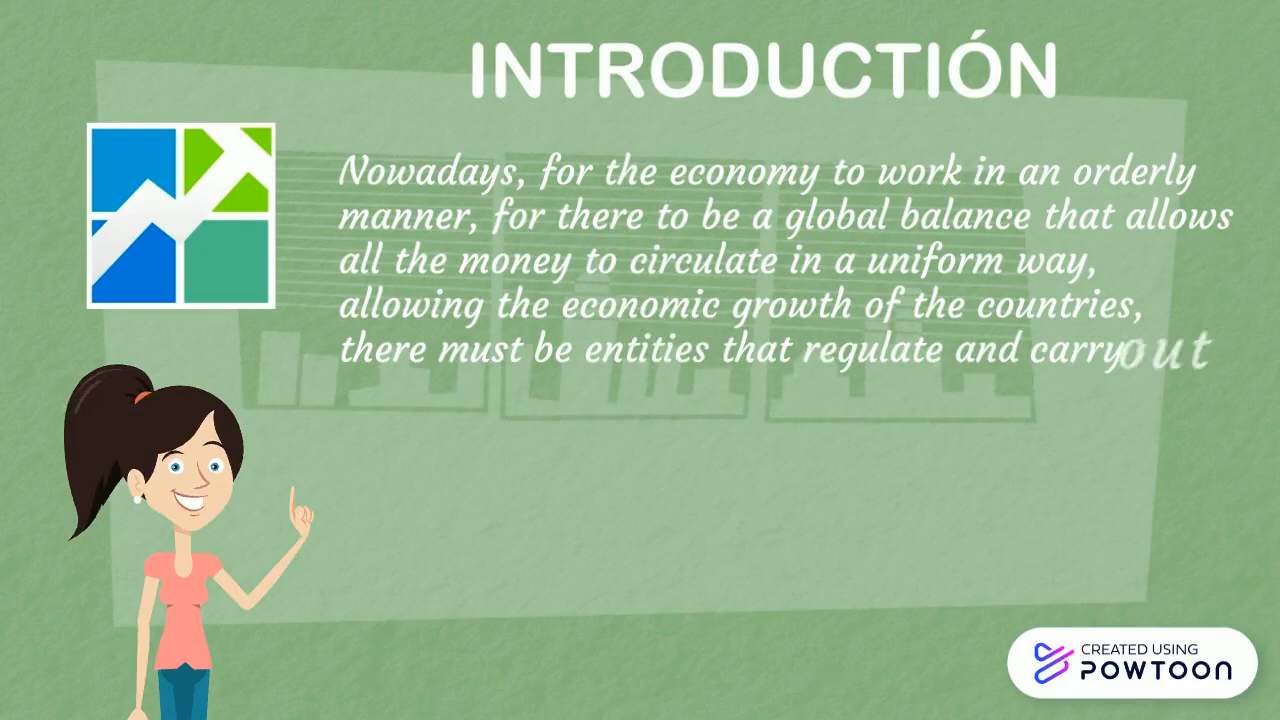 INTRODUCTIÓN
Nowadays, for the economy to work in an orderly
manner, for there to be a global balance that allows
all the money to circulate in a uniform way,
allowing the economic growth of the countries,
there must be entities that regulate and carry out
CREATED USING
POWTOON